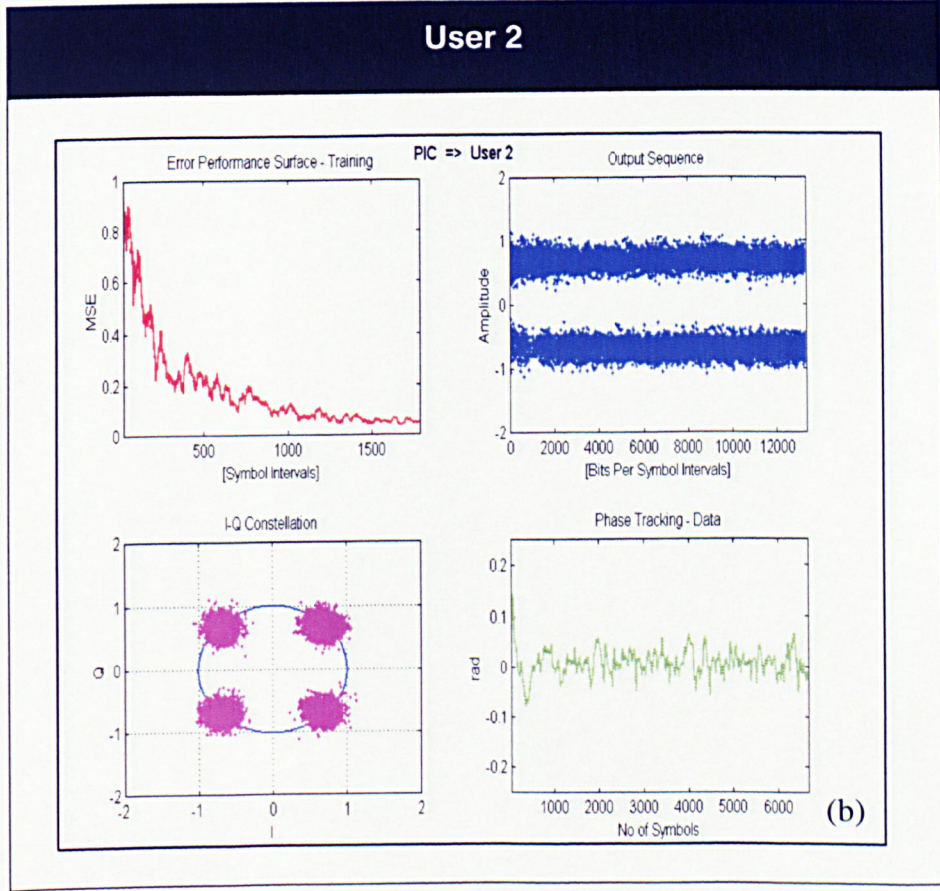 User 2
PIC => User 2
Error Performance Surface - Training
1
0.8
0.6
0.4
0.2
0
MSE
500
1000
1500
[Symbol Intervals]
Output Sequence
2
1
0
-1
-2
Amplitude
0
2000
4000
6000
8000
10000
12000
[Bits Per Symbol Intervals]
I-Q Constellation
2
1
0
-1
-2
Q
-2
-1
0
1
2
I
Phase Tracking - Data
0.2
0.1
0
-0.1
-0.2
rad
1000
2000
3000
4000
5000
6000
No of Symbols
(b)